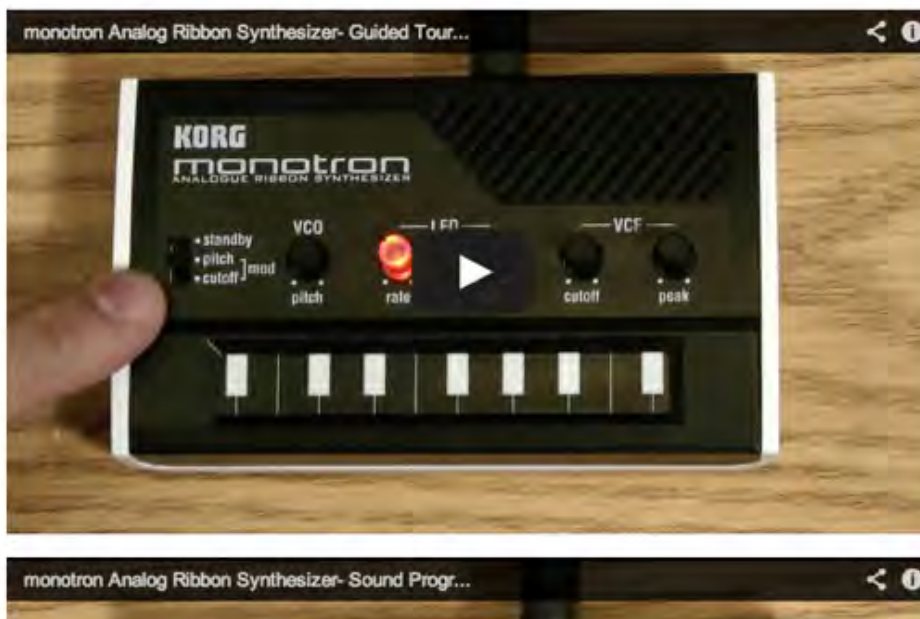 monotron Analog Ribbon Synthesizer- Guided Tour...
KORG
monotron
ANALOGUE RIBBON SYNTHESIZER
VCO
VCF
standby
pitch
cutoff
mod
pitch
rate
cutoff
peak
monotron Analog Ribbon Synthesizer- Sound Progr...